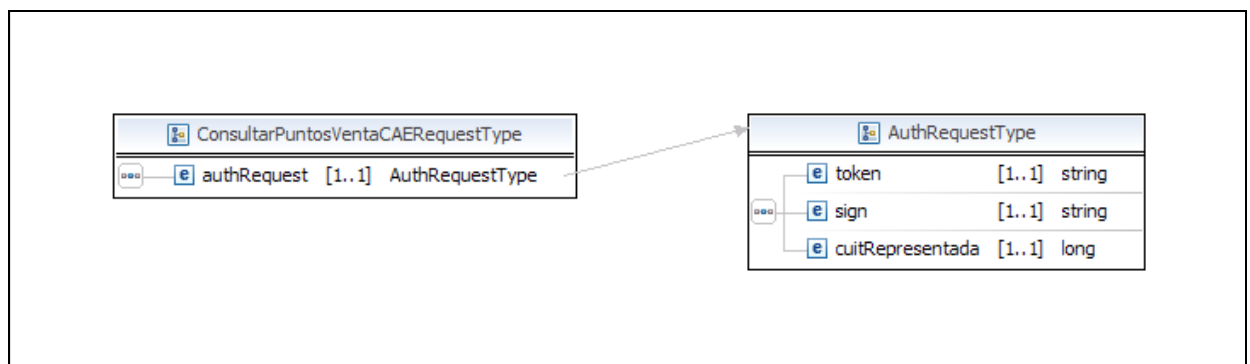 ConsultarPuntosVentaCAERequestType
e authRequest [1..1] AuthRequestType
AuthRequestType
e token [1..1] string
e sign [1..1] string
e cuitRepresentada [1..1] long